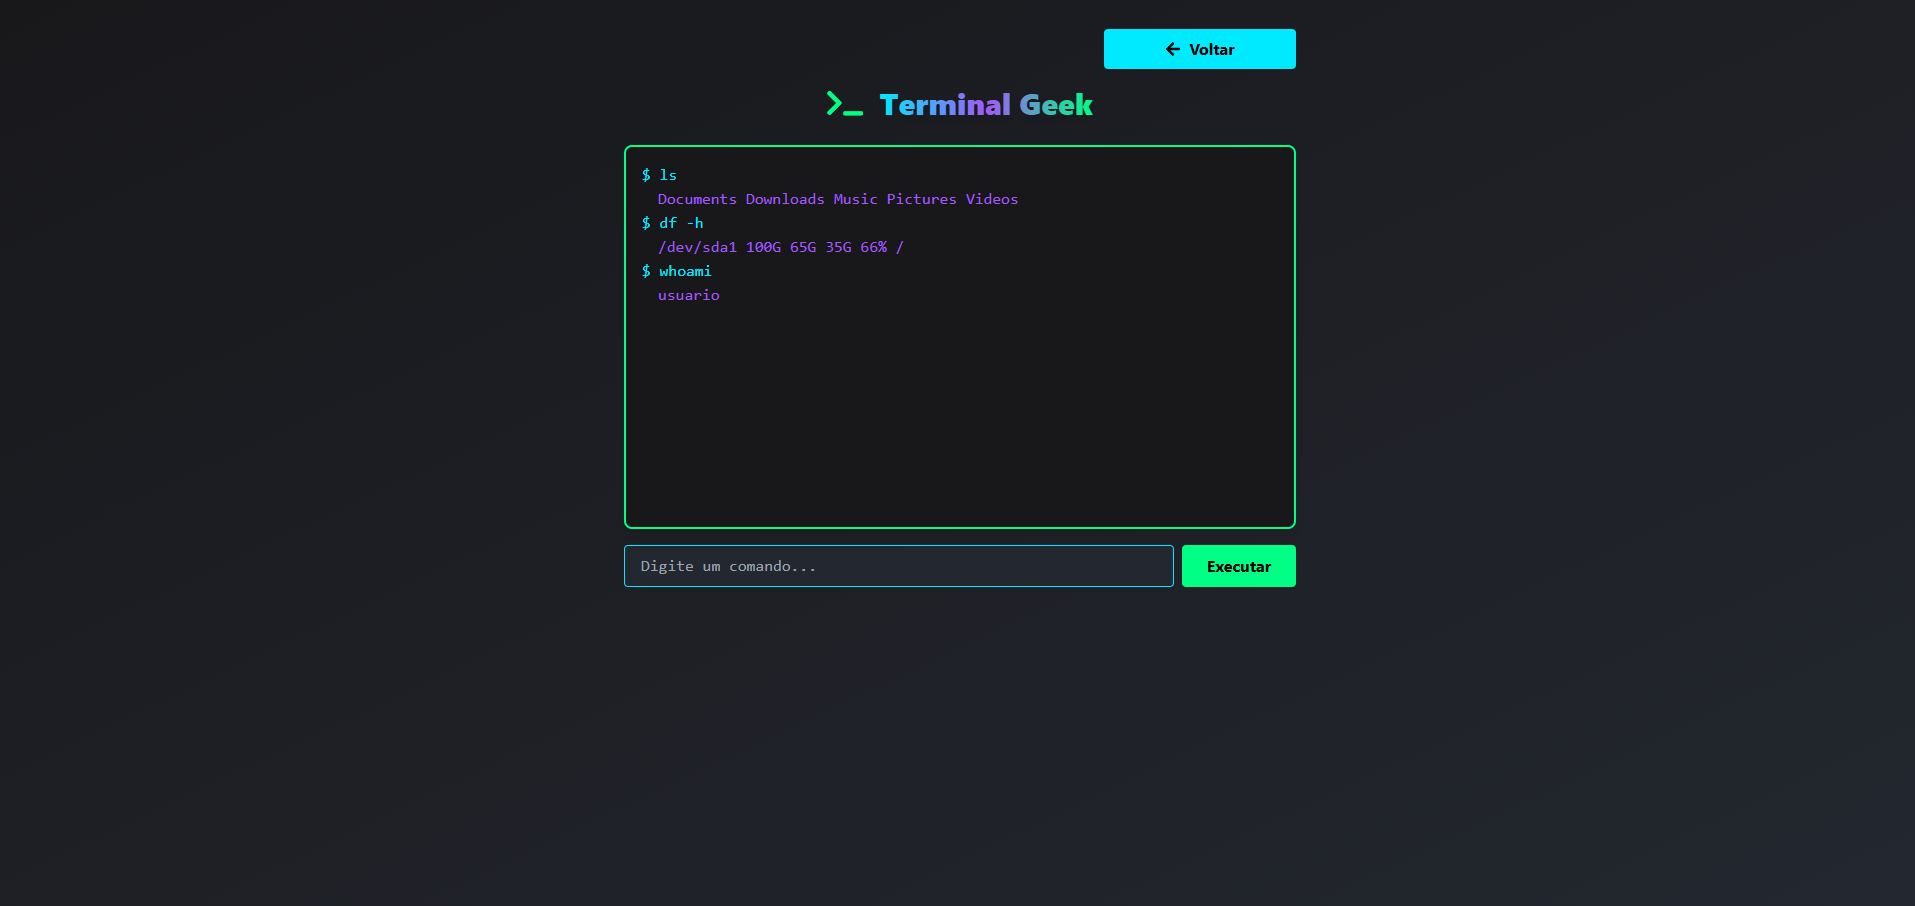 Voltar
Terminal Geek
$ ls
Documents Downloads Music Pictures Videos
$ df -h
/dev/sda1 100G 65G 35G 66% /
$ whoami
usuario
Digite um comando...
Executar